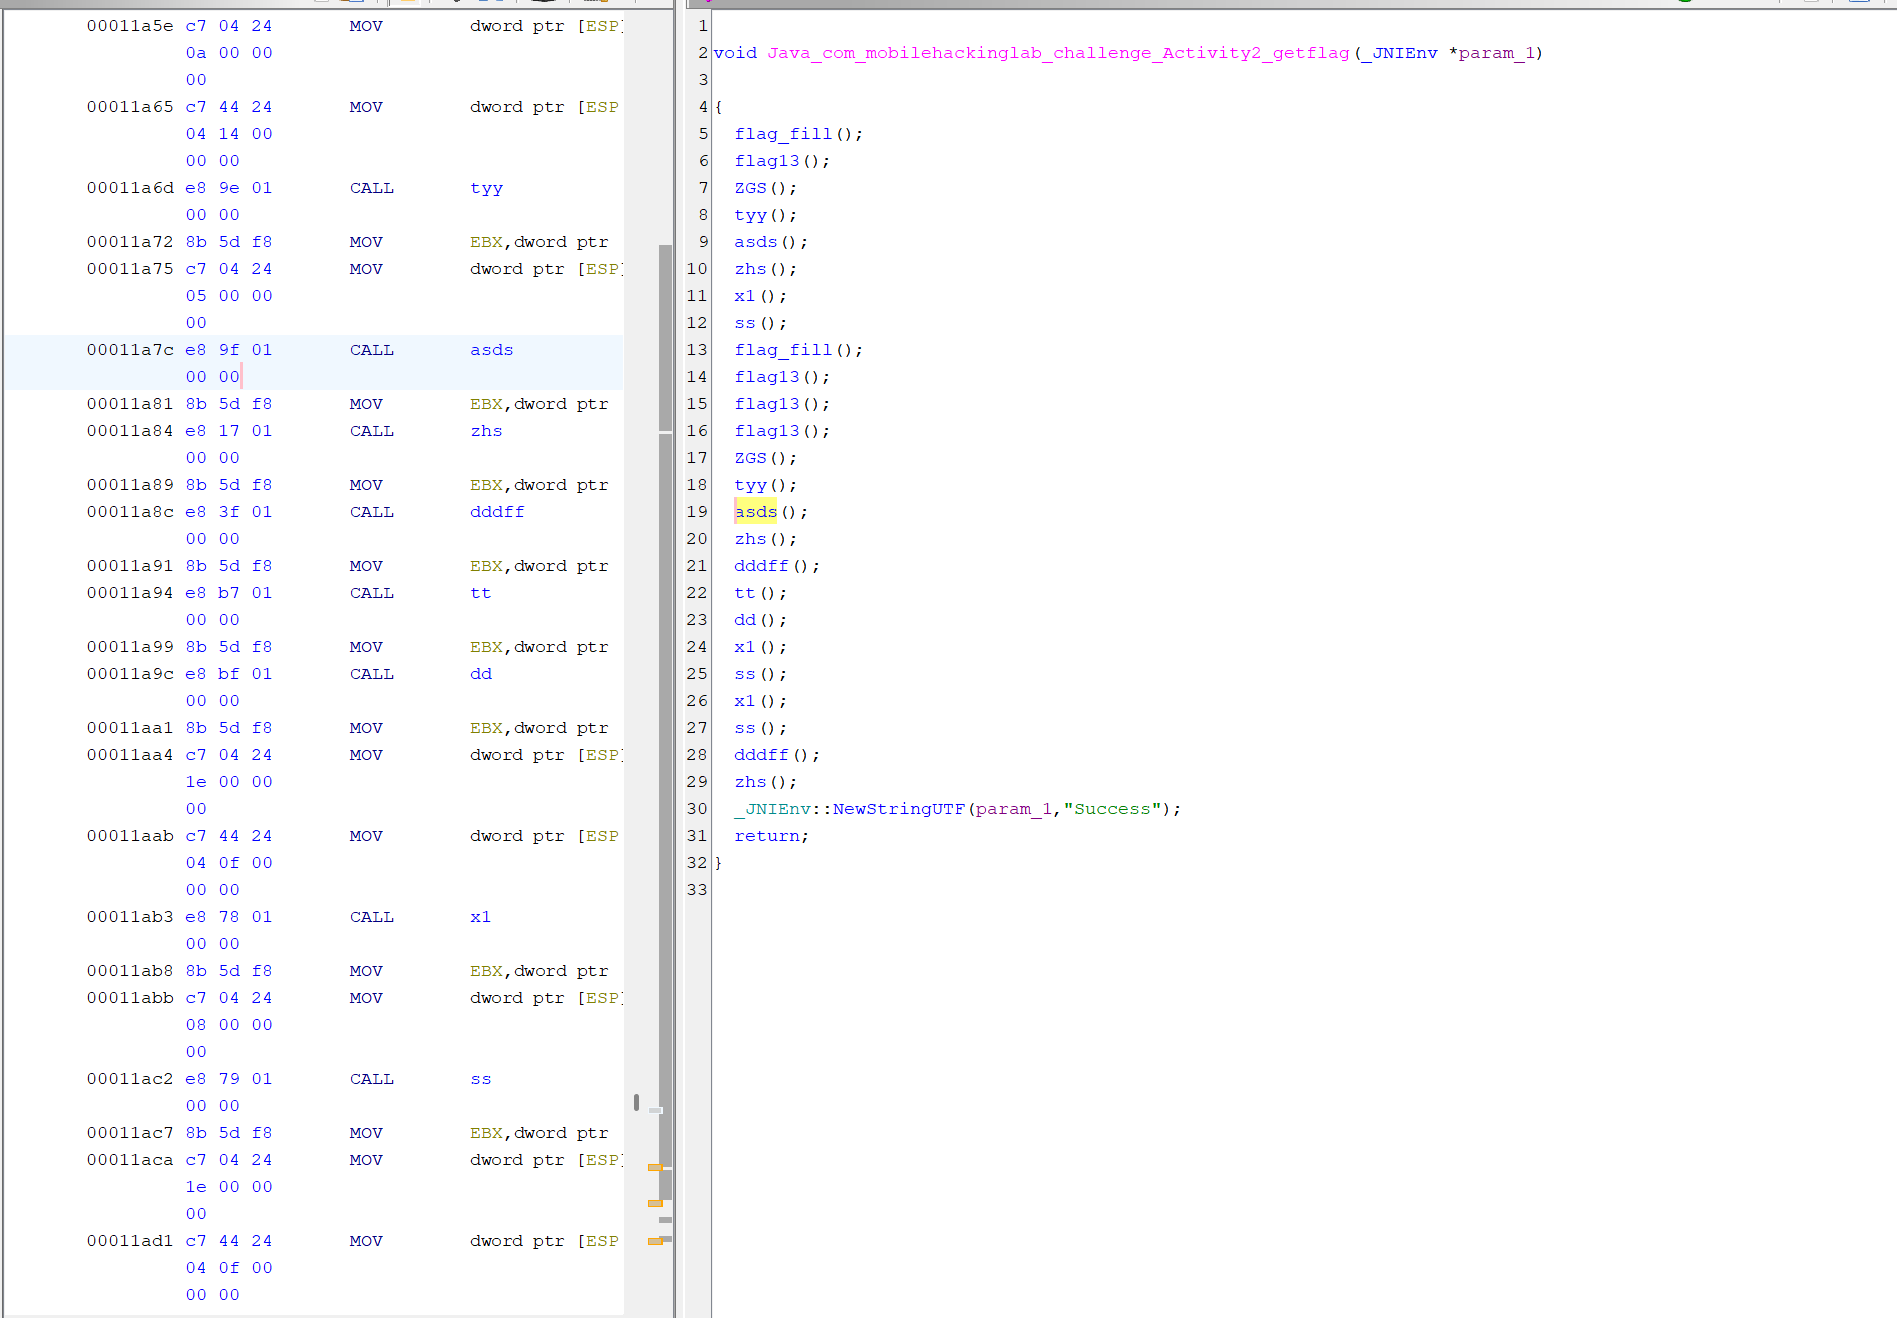 00011a5e c7 04 24 MOV dword ptr [ESP]
0a 00 00
00
00011a65 c7 44 24 MOV dword ptr [ESP
04 14 00
00 00
00011a6d e8 9e 01 CALL tyy
00 00
00011a72 8b 5d f8 MOV EBX,dword ptr
00011a75 c7 04 24 MOV dword ptr [ESP]
05 00 00
00
00011a7c e8 9f 01 CALL asds
00 00
00011a81 8b 5d f8 MOV EBX,dword ptr
00011a84 e8 17 01 CALL zhs
00 00
00011a89 8b 5d f8 MOV EBX,dword ptr
00011a8c e8 3f 01 CALL dddff
00 00
00011a91 8b 5d f8 MOV EBX,dword ptr
00011a94 e8 b7 01 CALL tt
00 00
00011a99 8b 5d f8 MOV EBX,dword ptr
00011a9c e8 bf 01 CALL dd
00 00
00011aa1 8b 5d f8 MOV EBX,dword ptr
00011aa4 c7 04 24 MOV dword ptr [ESP]
1e 00 00
00
00011aab c7 44 24 MOV dword ptr [ESP
04 0f 00
00 00
00011ab3 e8 78 01 CALL x1
00 00
00011ab8 8b 5d f8 MOV EBX,dword ptr
00011abb c7 04 24 MOV dword ptr [ESP]
08 00 00
00
00011ac2 e8 79 01 CALL ss
00 00
00011ac7 8b 5d f8 MOV EBX,dword ptr
00011aca c7 04 24 MOV dword ptr [ESP]
1e 00 00
00
00011ad1 c7 44 24 MOV dword ptr [ESP
04 0f 00
00 00
1
2 void Java_com_mobilehackinglab_challenge_Activity2_getflag(_JNIEnv *param_1)
3
4 {
5 flag_fill();
6 flag13();
7 ZGS();
8 tyy();
9 asds();
10 zhs();
11 x1();
12 ss();
13 flag_fill();
14 flag13();
15 flag13();
16 flag13();
17 ZGS();
18 tyy();
19 asds();
20 zhs();
21 dddff();
22 tt();
23 dd();
24 x1();
25 ss();
26 x1();
27 ss();
28 dddff();
29 zhs();
30 _JNIEnv::NewStringUTF(param_1,"Success");
31 return;
32 }
33